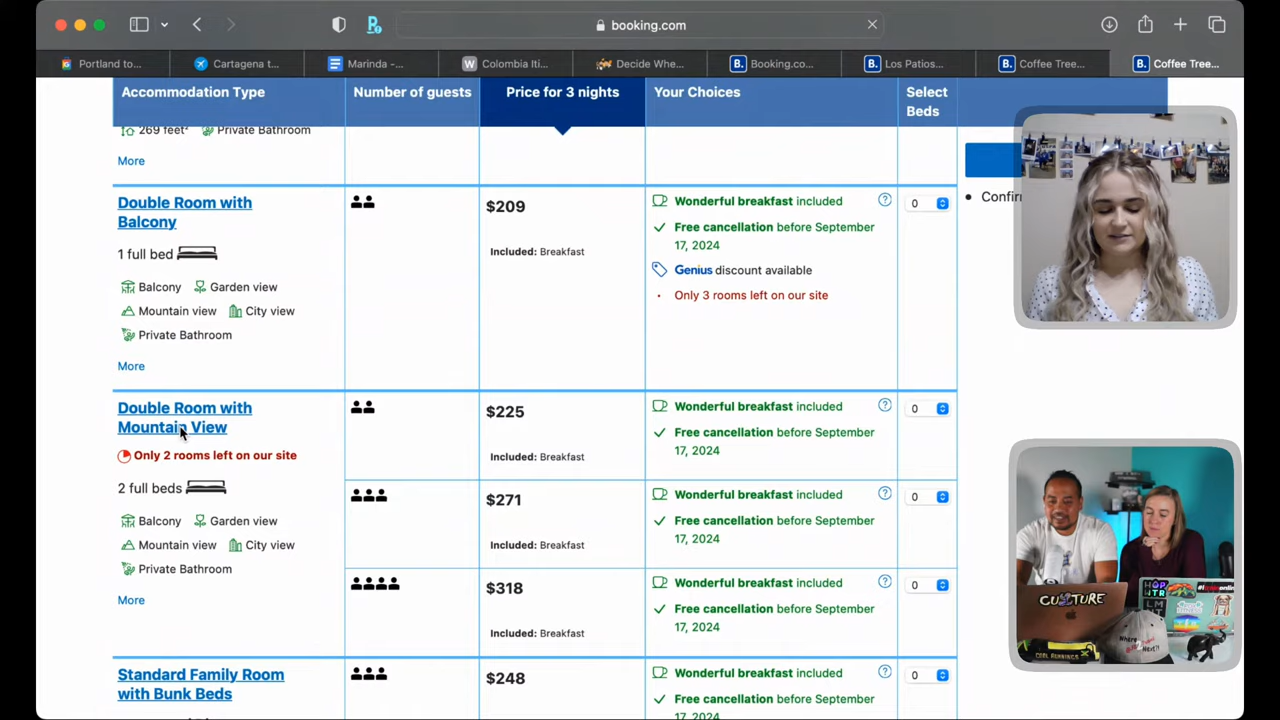 booking.com
Portland to...
Cartagena t...
Marinda -...
Colombia Iti...
Decide Whe...
Booking.co...
Los Patios...
Coffee Tree...
Coffee Tree...
Accommodation Type
Number of guests
Price for 3 nights
Your Choices
Select
Beds
269 feet²
Private Bathroom
More
Confir
Double Room with
Balcony
$209
Wonderful breakfast included
Included: Breakfast
Free cancellation before September
17, 2024
0
1 full bed
Genius discount available
Balcony
Garden view
Only 3 rooms left on our site
Mountain view
City view
Private Bathroom
More
Double Room with
Mountain View
$225
Wonderful breakfast included
0
Only 2 rooms left on our site
Included: Breakfast
Free cancellation before September
17, 2024
2 full beds
$271
Wonderful breakfast included
0
Balcony
Garden view
Free cancellation before September
17, 2024
Mountain view
City view
Included: Breakfast
Private Bathroom
More
$318
Wonderful breakfast included
0
Free cancellation before September
17, 2024
Included: Breakfast
Standard Family Room
with Bunk Beds
$248
Wonderful breakfast included
0
Free cancellation before September
17, 2024
CULTURE